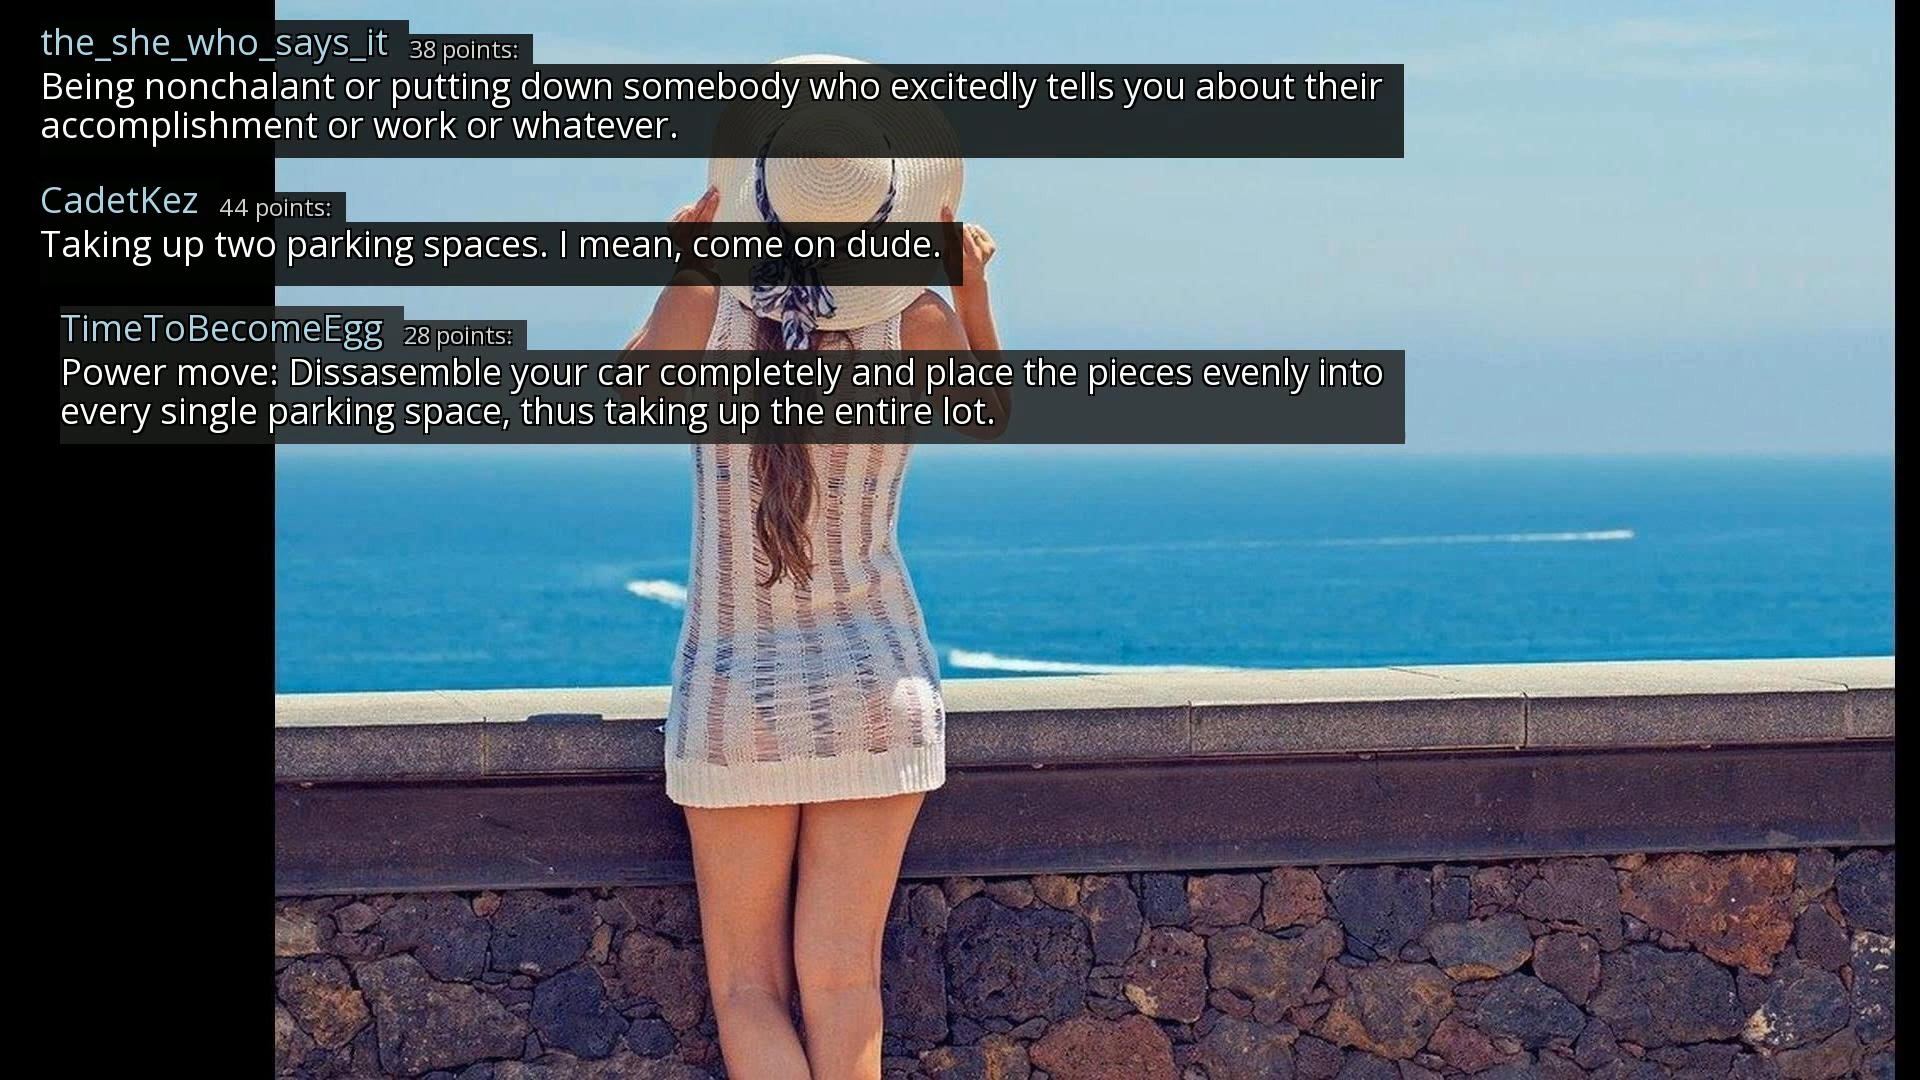 the_she_who_says_it 38 points:
Being nonchalant or putting down somebody who excitedly tells you about their
accomplishment or work or whatever.
CadetKez 44 points:
Taking up two parking spaces. I mean, come on dude.
TimeToBecomeEgg 28 points:
Power move: Dissasemble your car completely and place the pieces evenly into
every single parking space, thus taking up the entire lot.